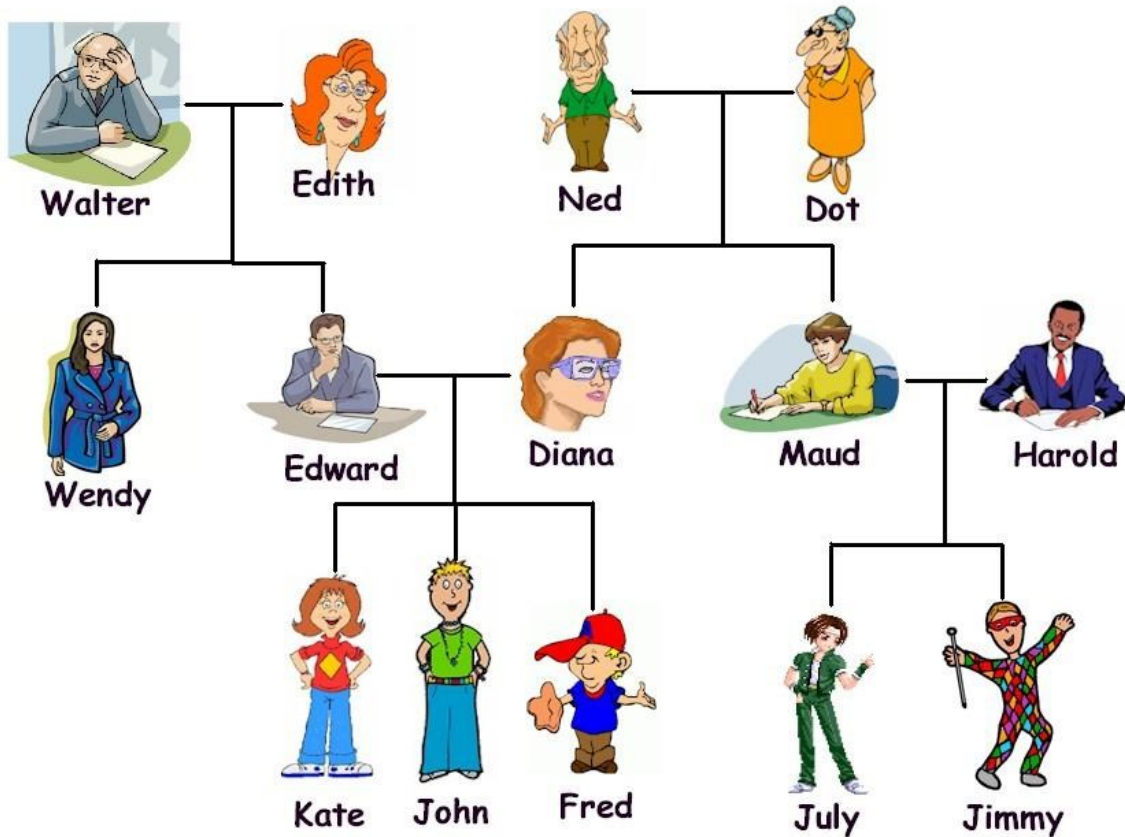 Walter
Edith
Ned
Dot
Wendy
Edward
Diana
Maud
Harold
Kate
John
Fred
July
Jimmy